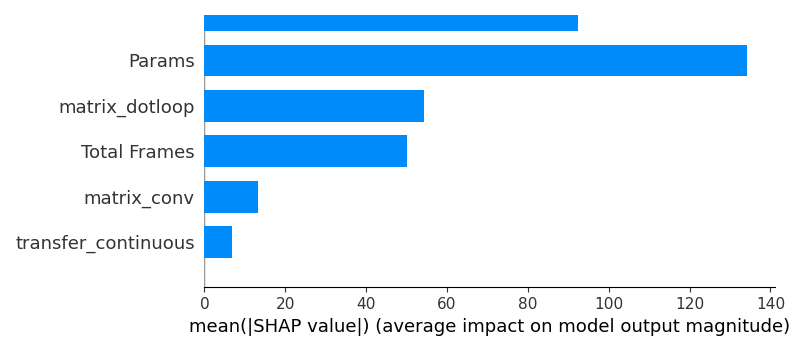 Params
matrix_dotloop
Total Frames
matrix_conv
transfer_continuous
0 20 40 60 80 100 120 140
mean(|SHAP value|) (average impact on model output magnitude)